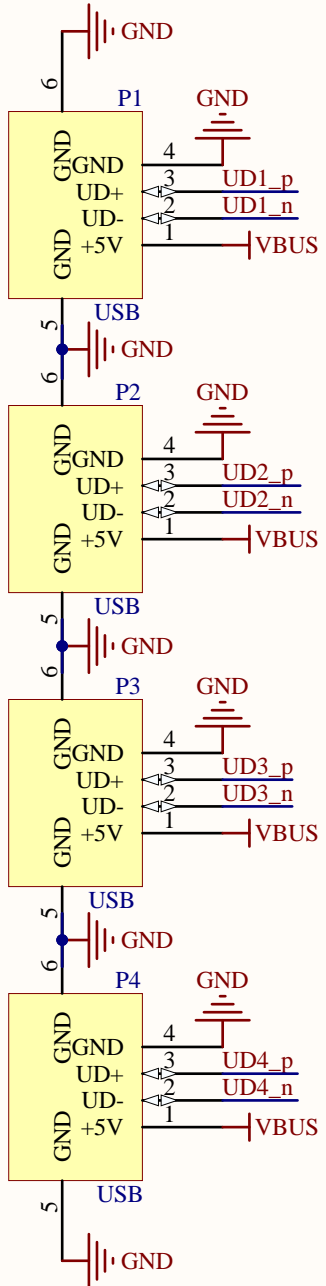 GND
6
P1
GND
GND
GND
4
UD+
3
UD1_p
UD-
2
UD1_n
+5V
1
VBUS
GND
5
USB
GND
6
P2
GND
GND
GND
4
UD+
3
UD2_p
UD-
2
UD2_n
+5V
1
VBUS
GND
5
USB
GND
6
P3
GND
GND
GND
4
UD+
3
UD3_p
UD-
2
UD3_n
+5V
1
VBUS
GND
5
USB
GND
6
P4
GND
GND
GND
4
UD+
3
UD4_p
UD-
2
UD4_n
+5V
1
VBUS
GND
5
USB
GND